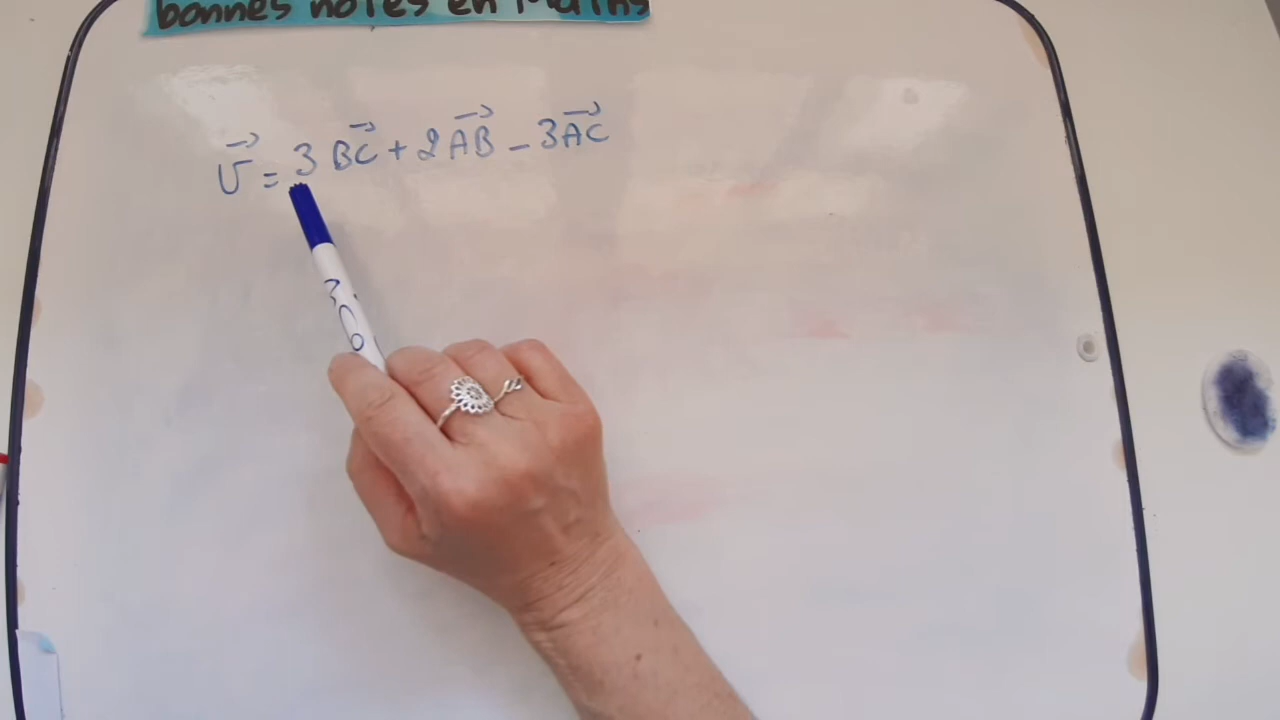 bonnes notes en Maths
U⃗ = 3 BC⃗ + 2 AB⃗ - 3 AC⃗